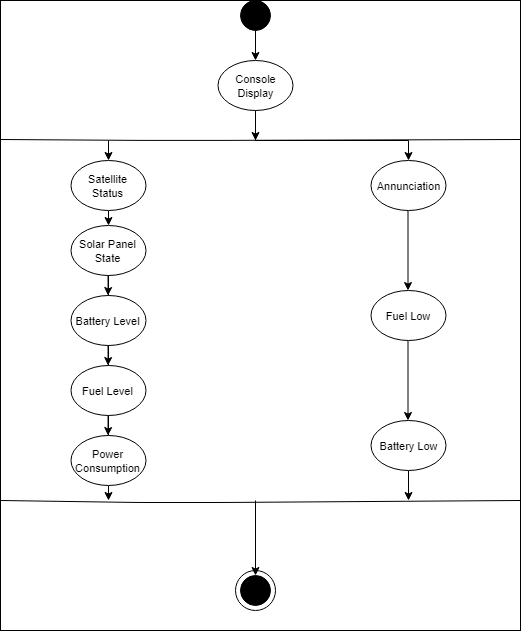 Console
Display
Satellite
Status
Annunciation
Solar Panel
State
Battery Level
Fuel Low
Fuel Level
Battery Low
Power
Consumption